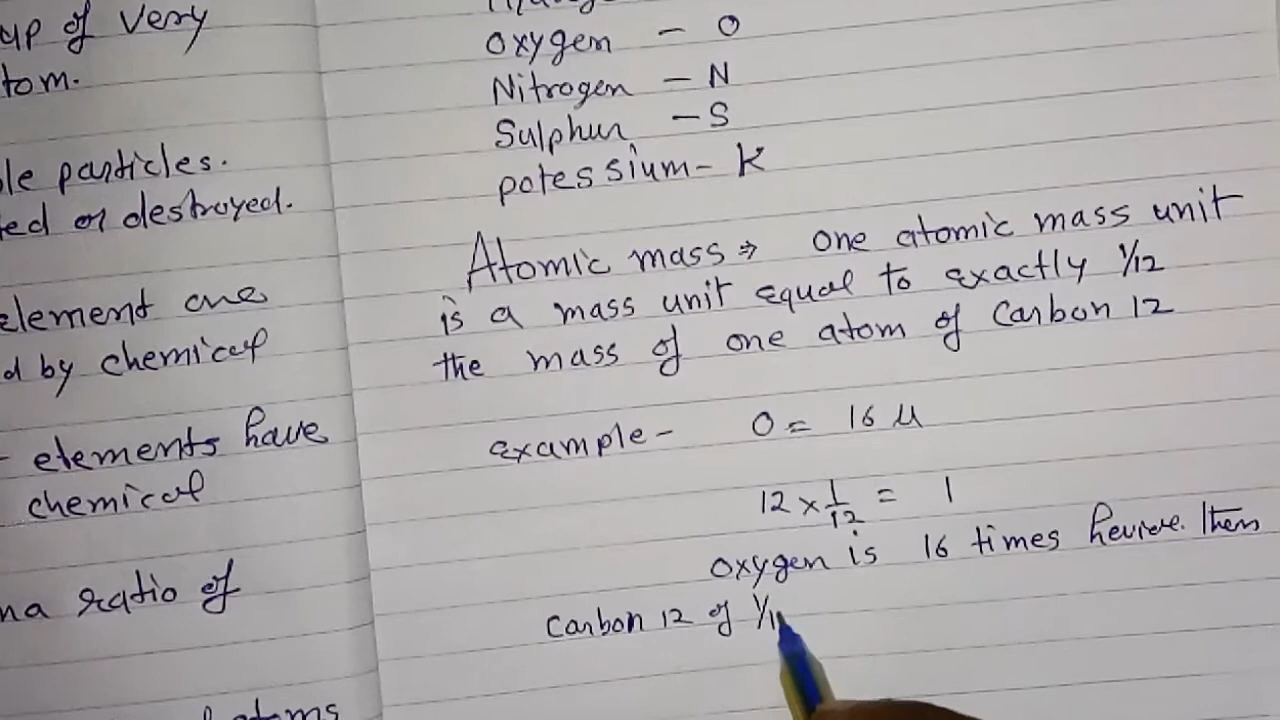 up of very
tom.
le particles.
ted or destroyed.
element are
d by chemical
elements have
chemical
na ratio of
atoms
oxygen - O
Nitrogen - N
Sulphur - S
potessium - K
Atomic mass ⇒ one atomic mass unit
is a mass unit equal to exactly 1/12
the mass of one atom of Carbon 12
example - O = 16 u
12 × 1/12 = 1
oxygen is 16 times then
Carbon 12 of 1/1